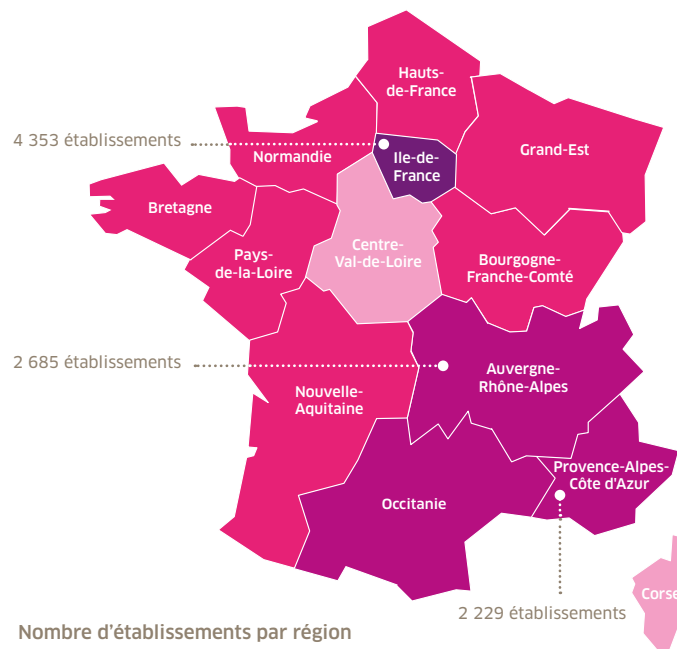 Hauts-
de-France
4 353 établissements
Normandie
Ile-de-
France
Grand-Est
Bretagne
Pays-
de-la-Loire
Centre-
Val-de-Loire
Bourgogne-
Franche-Comté
2 685 établissements
Auvergne-
Rhône-Alpes
Nouvelle-
Aquitaine
Provence-Alpes-
Côte d'Azur
Occitanie
Corse
2 229 établissements
Nombre d'établissements par région